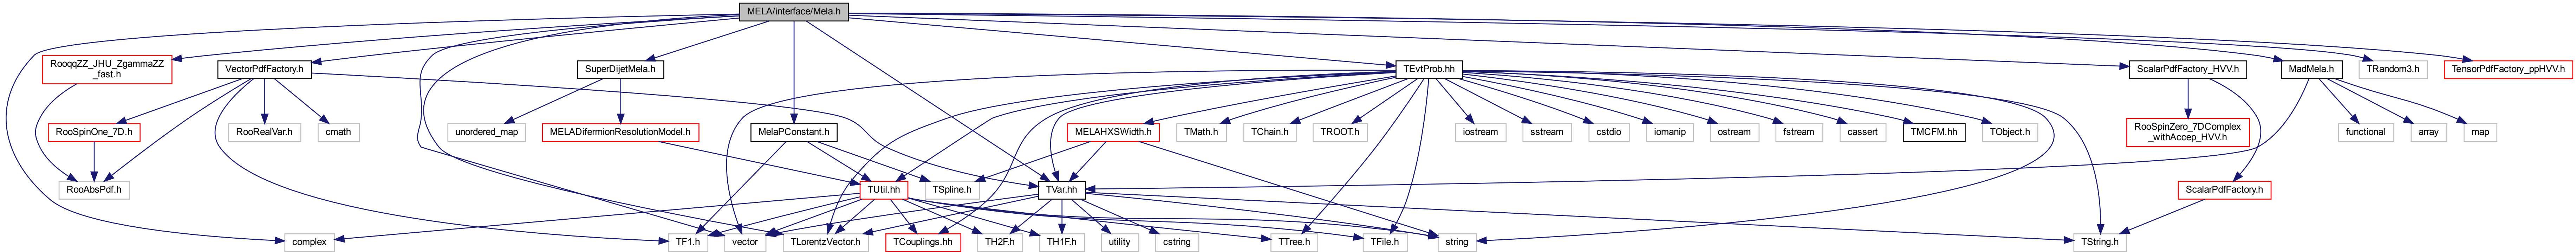 MELA/interface/Mela.h
RooqqZZ_JHU_ZgammaZZ
_fast.h
VectorPdfFactory.h
SuperDijetMela.h
TEvtProb.hh
ScalarPdfFactory_HVV.h
MadMela.h
TRandom3.h
TensorPdfFactory_ppHVV.h
RooSpinOne_7D.h
RooRealVar.h
cmath
unordered_map
MELADifermionResolutionModel.h
MelaPConstant.h
MELAHXSWidth.h
TMath.h
TChain.h
TROOT.h
iostream
sstream
cstdio
iomanip
ostream
fstream
cassert
TMCFM.hh
TObject.h
RooSpinZero_7DComplex
_withAccep_HVV.h
functional
array
map
RooAbsPdf.h
TUtil.hh
TSpline.h
TVar.hh
ScalarPdfFactory.h
complex
TF1.h
vector
TLorentzVector.h
TCouplings.hh
TH2F.h
TH1F.h
utility
cstring
TTree.h
TFile.h
string
TString.h